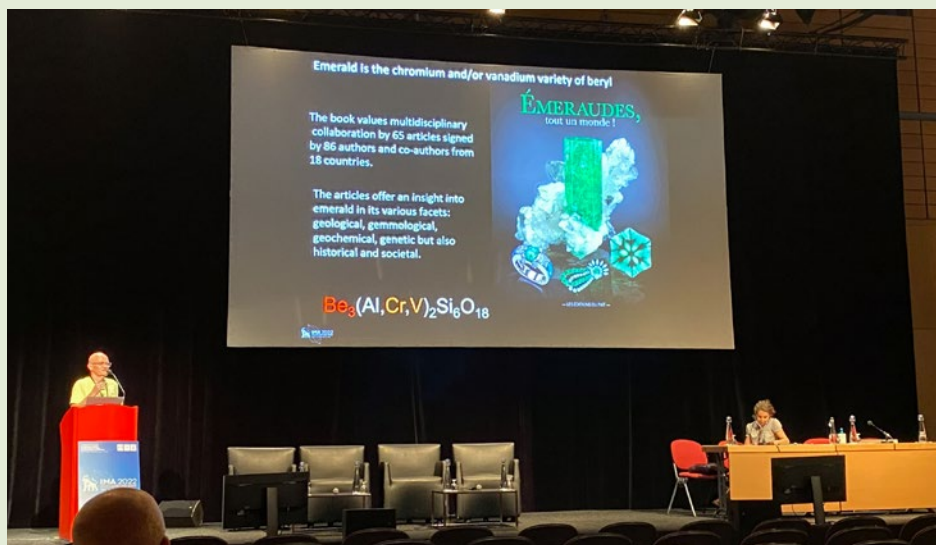 Emerald is the chromium and/or vanadium variety of beryl
The book values multidisciplinary
collaboration by 65 articles signed
by 86 authors and co-authors from
18 countries.
The articles offer an insight into
emerald in its various facets:
geological, gemmological,
geochemical, genetic but also
historical and societal.
Be₃(Al,Cr,V)₂Si₆O₁₈
ÉMERAUDES,
tout un monde !
IMA 2022
IMA 2022